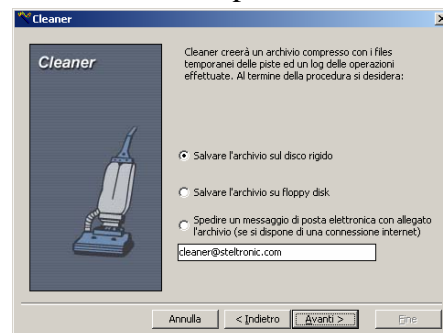 Cleaner
Cleaner
Cleaner creerà un archivio compresso con i files
temporanei delle piste ed un log delle operazioni
effettuate. Al termine della procedura si desidera:
Salvare l'archivio sul disco rigido
Salvare l'archivio su floppy disk
Spedire un messaggio di posta elettronica con allegato
l'archivio (se si dispone di una connessione internet)
cleaner@steltronic.com
Annulla
< Indietro
Avanti >
Fine